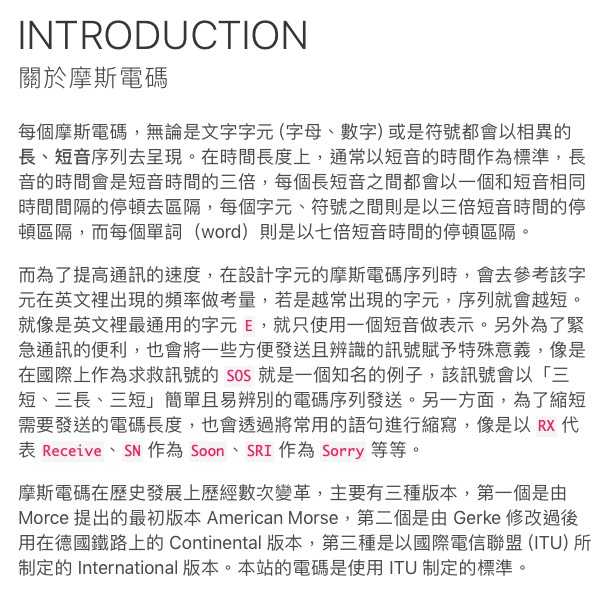 INTRODUCTION
關於摩斯電碼
每個摩斯電碼，無論是文字字元 (字母、數字) 或是符號都會以相異的
長、短音序列去呈現。在時間長度上，通常以短音的時間作為標準，長
音的時間會是短音時間的三倍，每個長短音之間都會以一個和短音相同
時間間隔的停頓去區隔，每個字元、符號之間則是以三倍短音時間的停
頓區隔，而每個單詞（word）則是以七倍短音時間的停頓區隔。
而為了提高通訊的速度，在設計字元的摩斯電碼序列時，會去參考該字
元在英文裡出現的頻率做考量，若是越常出現的字元，序列就會越短。
就像是英文裡最通用的字元 E，就只使用一個短音做表示。另外為了緊
急通訊的便利，也會將一些方便發送且辨識的訊號賦予特殊意義，像是
在國際上作為求救訊號的 SOS 就是一個知名的例子，該訊號會以「三
短、三長、三短」簡單且易辨別的電碼序列發送。另一方面，為了縮短
需要發送的電碼長度，也會透過將常用的語句進行縮寫，像是以 RX 代
表 Receive、SN 作為 Soon、SRI 作為 Sorry 等等。
摩斯電碼在歷史發展上歷經數次變革，主要有三種版本，第一個是由
Morce 提出的最初版本 American Morse，第二個是由 Gerke 修改過後
用在德國鐵路上的 Continental 版本，第三種是以國際電信聯盟 (ITU) 所
制定的 International 版本。本站的電碼是使用 ITU 制定的標準。